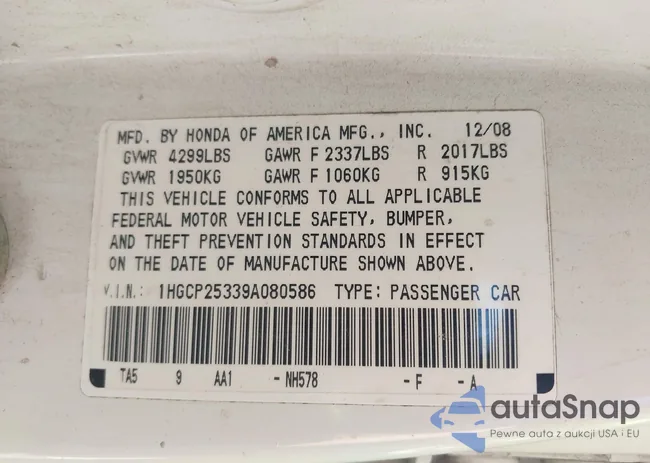 MFD. BY HONDA OF AMERICA MFG., INC. 12/08
GVWR 4299LBS GAWR F 2337LBS R 2017LBS
GVWR 1950KG GAWR F 1060KG R 915KG
THIS VEHICLE CONFORMS TO ALL APPLICABLE
FEDERAL MOTOR VEHICLE SAFETY, BUMPER,
AND THEFT PREVENTION STANDARDS IN EFFECT
ON THE DATE OF MANUFACTURE SHOWN ABOVE.
V.I.N.: 1HGCP25339A080586 TYPE: PASSENGER CAR
TA5 9 AA1 -NH578 -F -A
autaSnap
Pewne auta z aukcji USA i EU